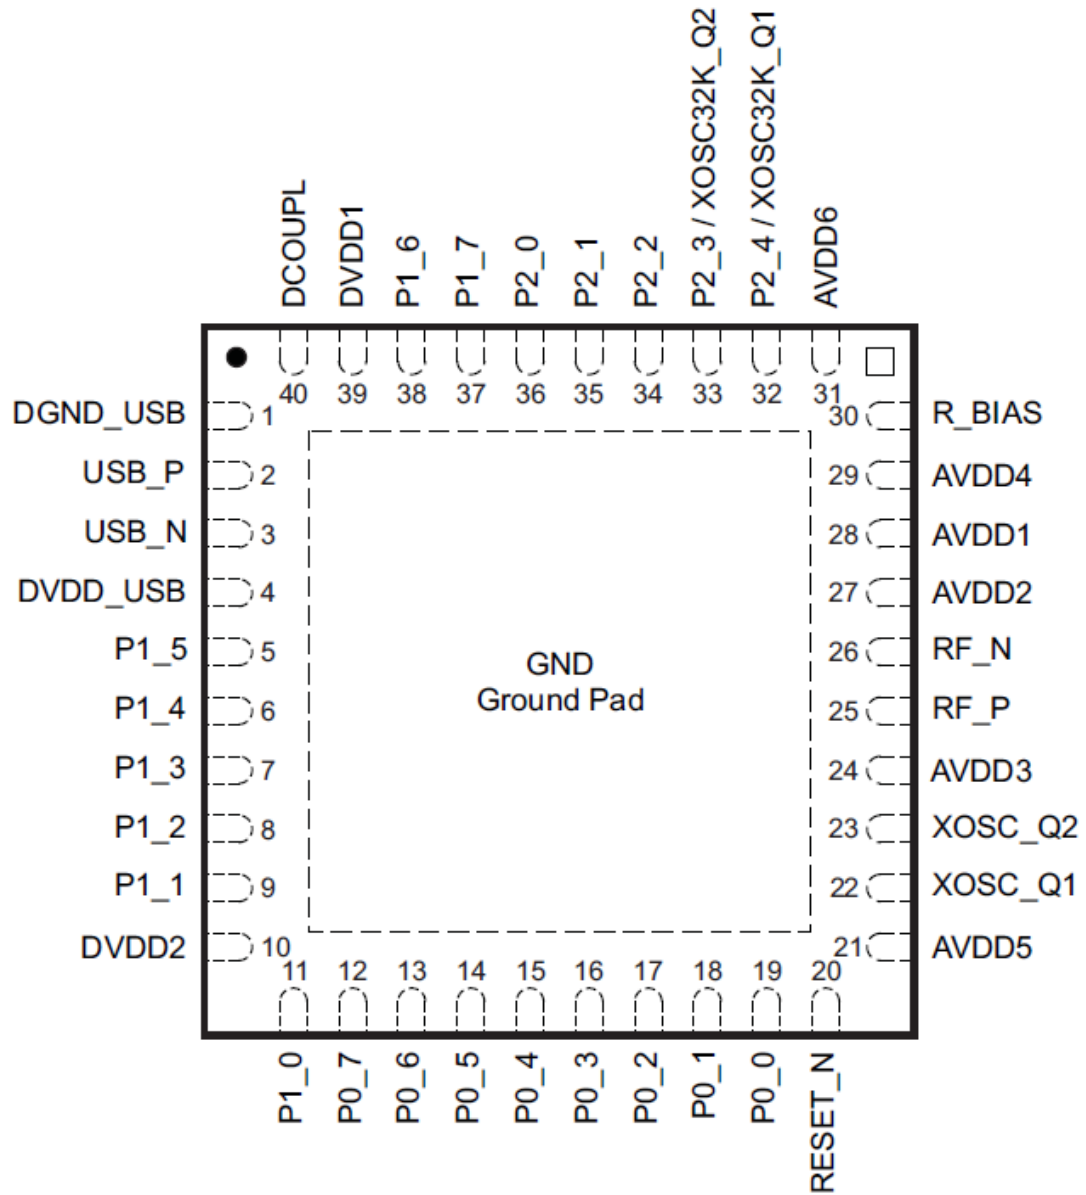 P2_3 / XOSC32K_Q2
P2_4 / XOSC32K_Q1
DCOUPL
DVDD1
P1_6
P1_7
P2_0
P2_1
P2_2
AVDD6
40 39 38 37 36 35 34 33 32 31
DGND_USB 1
30 R_BIAS
USB_P 2
29 AVDD4
USB_N 3
28 AVDD1
DVDD_USB 4
27 AVDD2
P1_5 5
26 RF_N
GND
Ground Pad
P1_4 6
25 RF_P
P1_3 7
24 AVDD3
P1_2 8
23 XOSC_Q2
P1_1 9
22 XOSC_Q1
DVDD2 10
21 AVDD5
11 12 13 14 15 16 17 18 19 20
P1_0
P0_7
P0_6
P0_5
P0_4
P0_3
P0_2
P0_1
P0_0
RESET_N